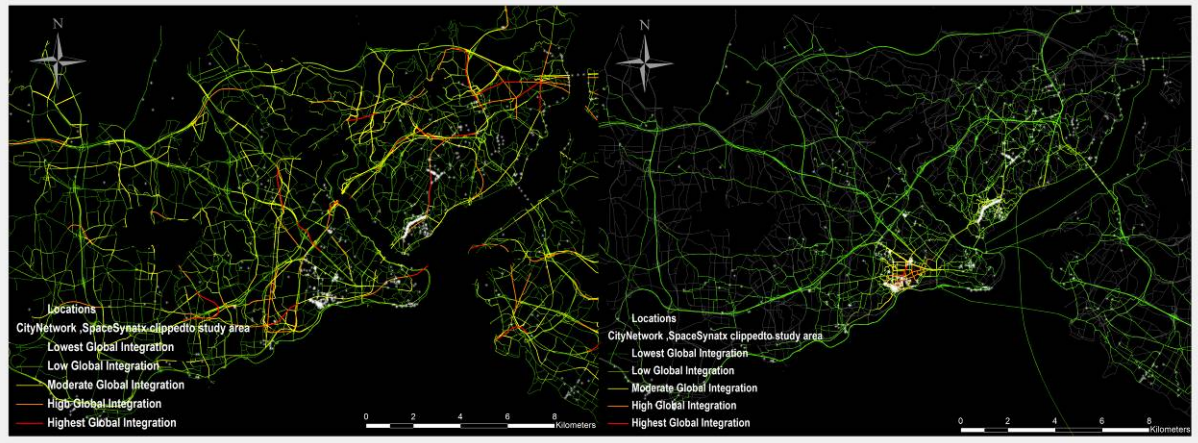 N
Locations
CityNetwork ,SpaceSynatx clippedto study area
Lowest Global Integration
Low Global Integration
Moderate Global Integration
High Global Integration
Highest Global Integration
0 2 4 6 8
Kilometers
N
Locations
CityNetwork ,SpaceSynatx clippedto study area
Lowest Global Integration
Low Global Integration
Moderate Global Integration
High Global Integration
Highest Global Integration
0 2 4 6 8
Kilometers